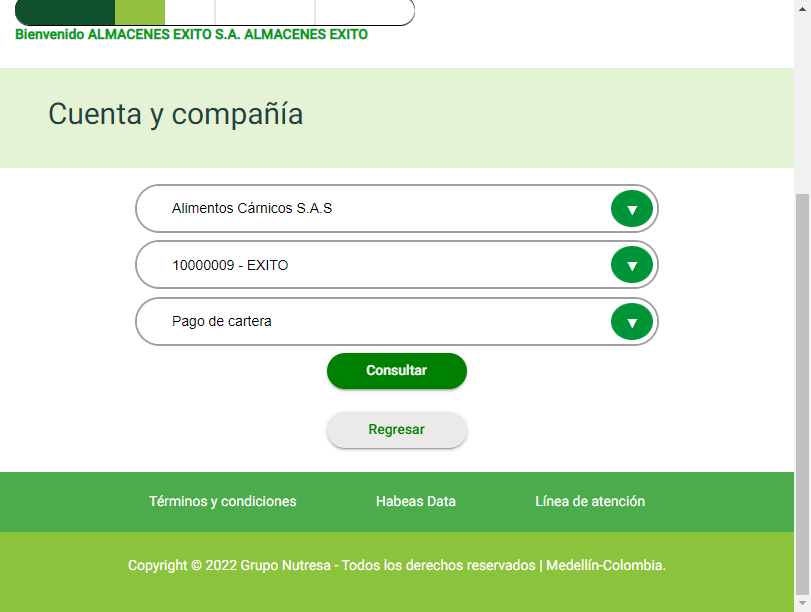 Bienvenido ALMACENES EXITO S.A. ALMACENES EXITO
Cuenta y compañía
Alimentos Cárnicos S.A.S
10000009 - EXITO
Pago de cartera
Consultar
Regresar
Términos y condiciones Habeas Data Línea de atención
Copyright © 2022 Grupo Nutresa - Todos los derechos reservados | Medellín-Colombia.